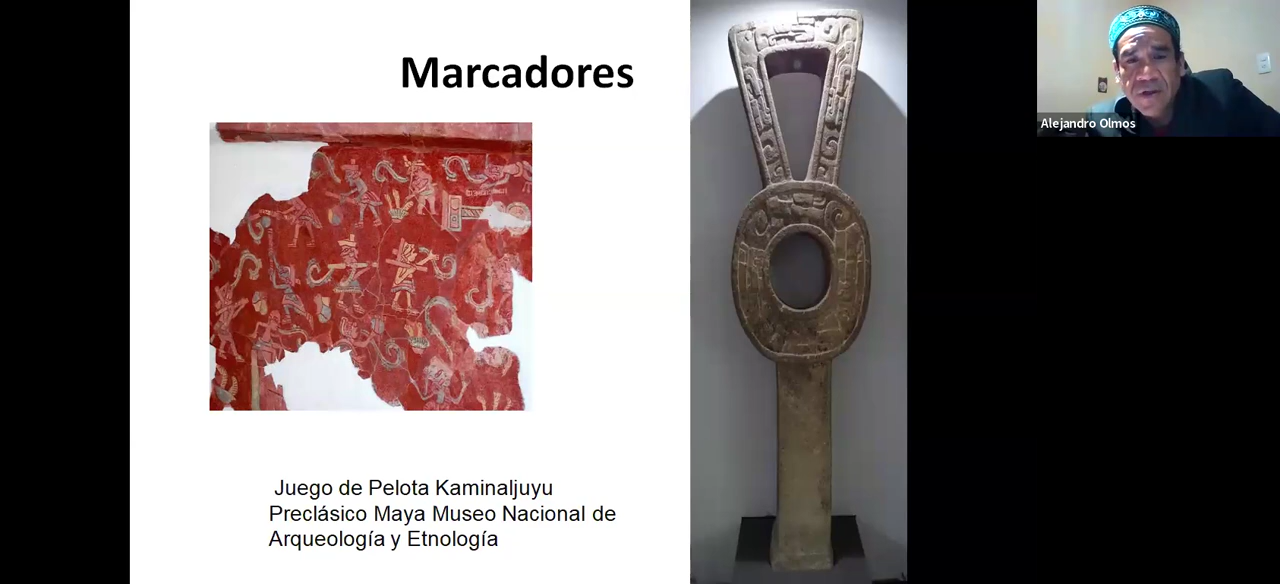 Marcadores
Alejandro Olmos
Juego de Pelota Kaminaljuyu
Preclásico Maya Museo Nacional de
Arqueología y Etnología